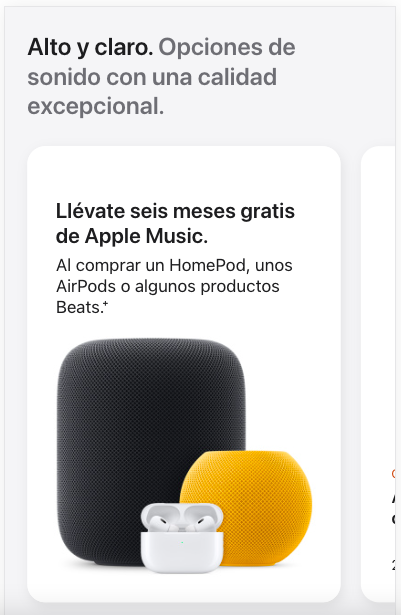 Alto y claro. Opciones de
sonido con una calidad
excepcional.
Llévate seis meses gratis
de Apple Music.
Al comprar un HomePod, unos
AirPods o algunos productos
Beats.⁺